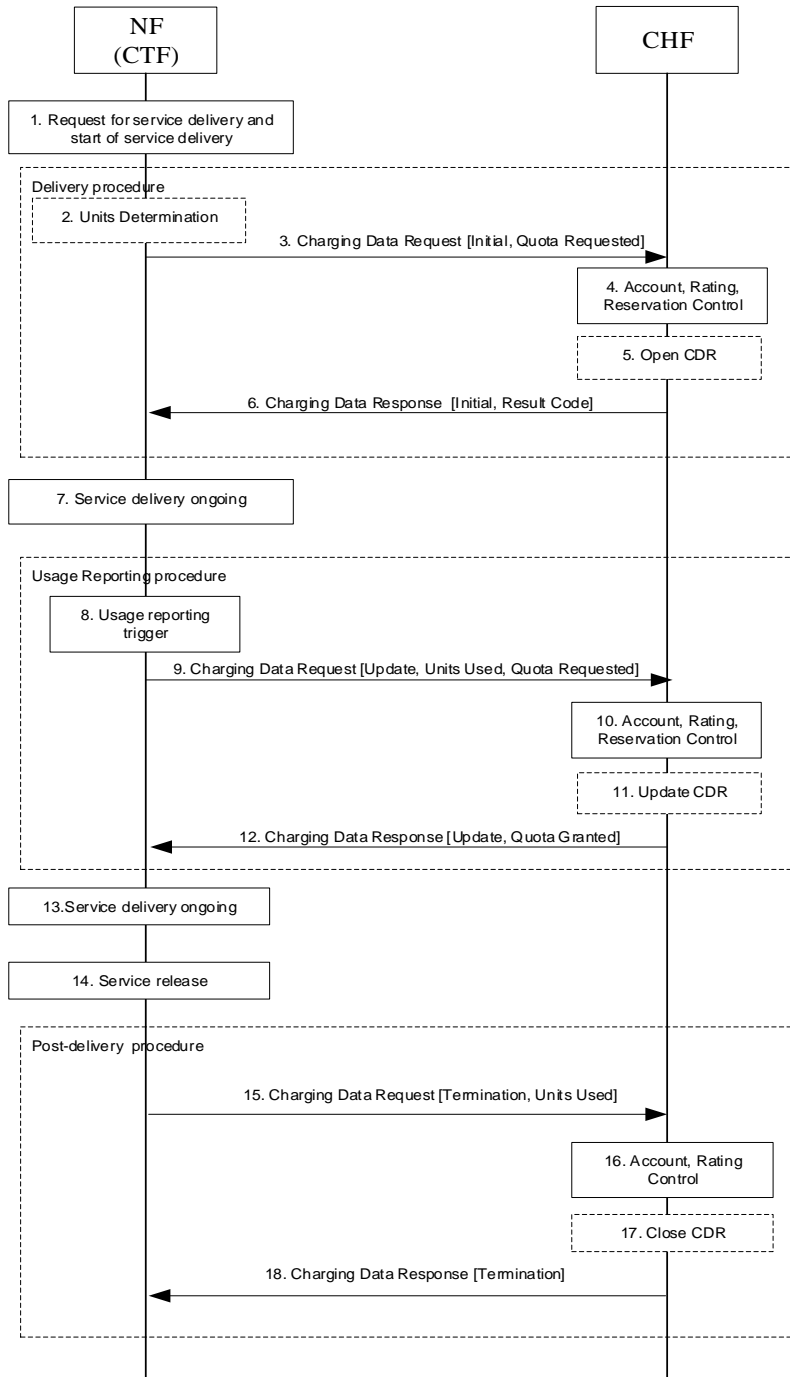 NF
(CTF)
CHF
1. Request for service delivery and
start of service delivery
Delivery procedure
2. Units Determination
3. Charging Data Request [Initial, Quota Requested]
4. Account, Rating,
Reservation Control
5. Open CDR
6. Charging Data Response [Initial, Result Code]
7. Service delivery ongoing
Usage Reporting procedure
8. Usage reporting
trigger
9. Charging Data Request [Update, Units Used, Quota Requested]
10. Account, Rating,
Reservation Control
11. Update CDR
12. Charging Data Response [Update, Quota Granted]
13.Service delivery ongoing
14. Service release
Post-delivery procedure
15. Charging Data Request [Termination, Units Used]
16. Account, Rating
Control
17. Close CDR
18. Charging Data Response [Termination]